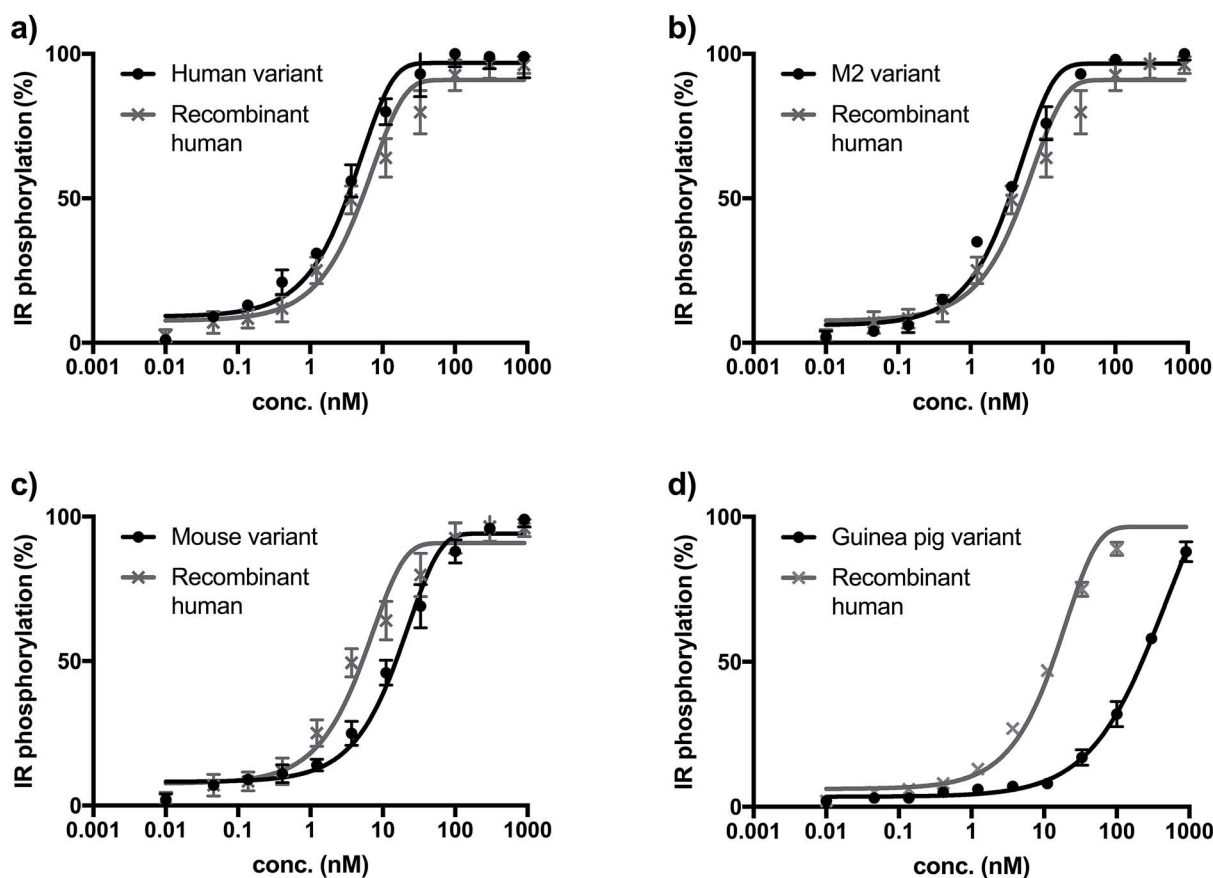 a)
100
50
0
IR phosphorylation (%)
Human variant
Recombinant
human
0.001 0.01 0.1 1 10 100 1000
conc. (nM)
b)
100
50
0
IR phosphorylation (%)
M2 variant
Recombinant
human
0.001 0.01 0.1 1 10 100 1000
conc. (nM)
c)
100
50
0
IR phosphorylation (%)
Mouse variant
Recombinant
human
0.001 0.01 0.1 1 10 100 1000
conc. (nM)
d)
100
50
0
IR phosphorylation (%)
Guinea pig variant
Recombinant
human
0.001 0.01 0.1 1 10 100 1000
conc. (nM)